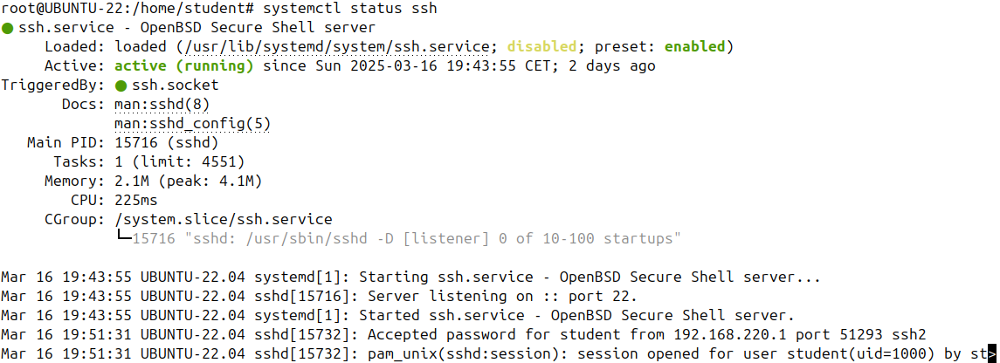 root@UBUNTU-22:/home/student# systemctl status ssh
● ssh.service - OpenBSD Secure Shell server
     Loaded: loaded (/usr/lib/systemd/system/ssh.service; disabled; preset: enabled)
     Active: active (running) since Sun 2025-03-16 19:43:55 CET; 2 days ago
TriggeredBy: ● ssh.socket
       Docs: man:sshd(8)
             man:sshd_config(5)
   Main PID: 15716 (sshd)
      Tasks: 1 (limit: 4551)
     Memory: 2.1M (peak: 4.1M)
        CPU: 225ms
     CGroup: /system.slice/ssh.service
             └─15716 "sshd: /usr/sbin/sshd -D [listener] 0 of 10-100 startups"
Mar 16 19:43:55 UBUNTU-22.04 systemd[1]: Starting ssh.service - OpenBSD Secure Shell server...
Mar 16 19:43:55 UBUNTU-22.04 sshd[15716]: Server listening on :: port 22.
Mar 16 19:43:55 UBUNTU-22.04 systemd[1]: Started ssh.service - OpenBSD Secure Shell server.
Mar 16 19:51:31 UBUNTU-22.04 sshd[15732]: Accepted password for student from 192.168.220.1 port 51293 ssh2
Mar 16 19:51:31 UBUNTU-22.04 sshd[15732]: pam_unix(sshd:session): session opened for user student(uid=1000) by st>